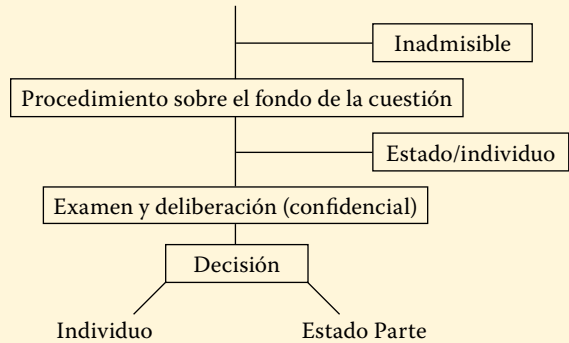 Inadmisible
Procedimiento sobre el fondo de la cuestión
Estado/individuo
Examen y deliberación (confidencial)
Decisión
Individuo
Estado Parte